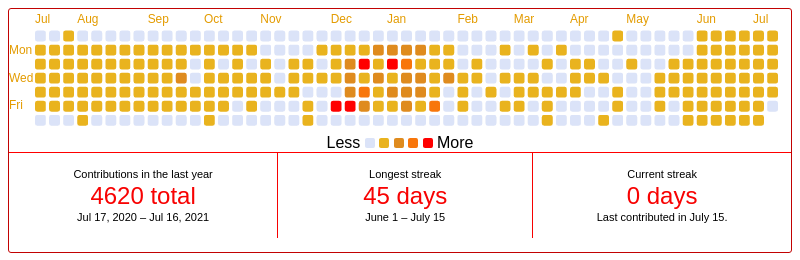 Jul Aug Sep Oct Nov Dec Jan Feb Mar Apr May Jun Jul
Mon
Wed
Fri
Less More
Contributions in the last year
4620 total
Jul 17, 2020 – Jul 16, 2021
Longest streak
45 days
June 1 – July 15
Current streak
0 days
Last contributed in July 15.